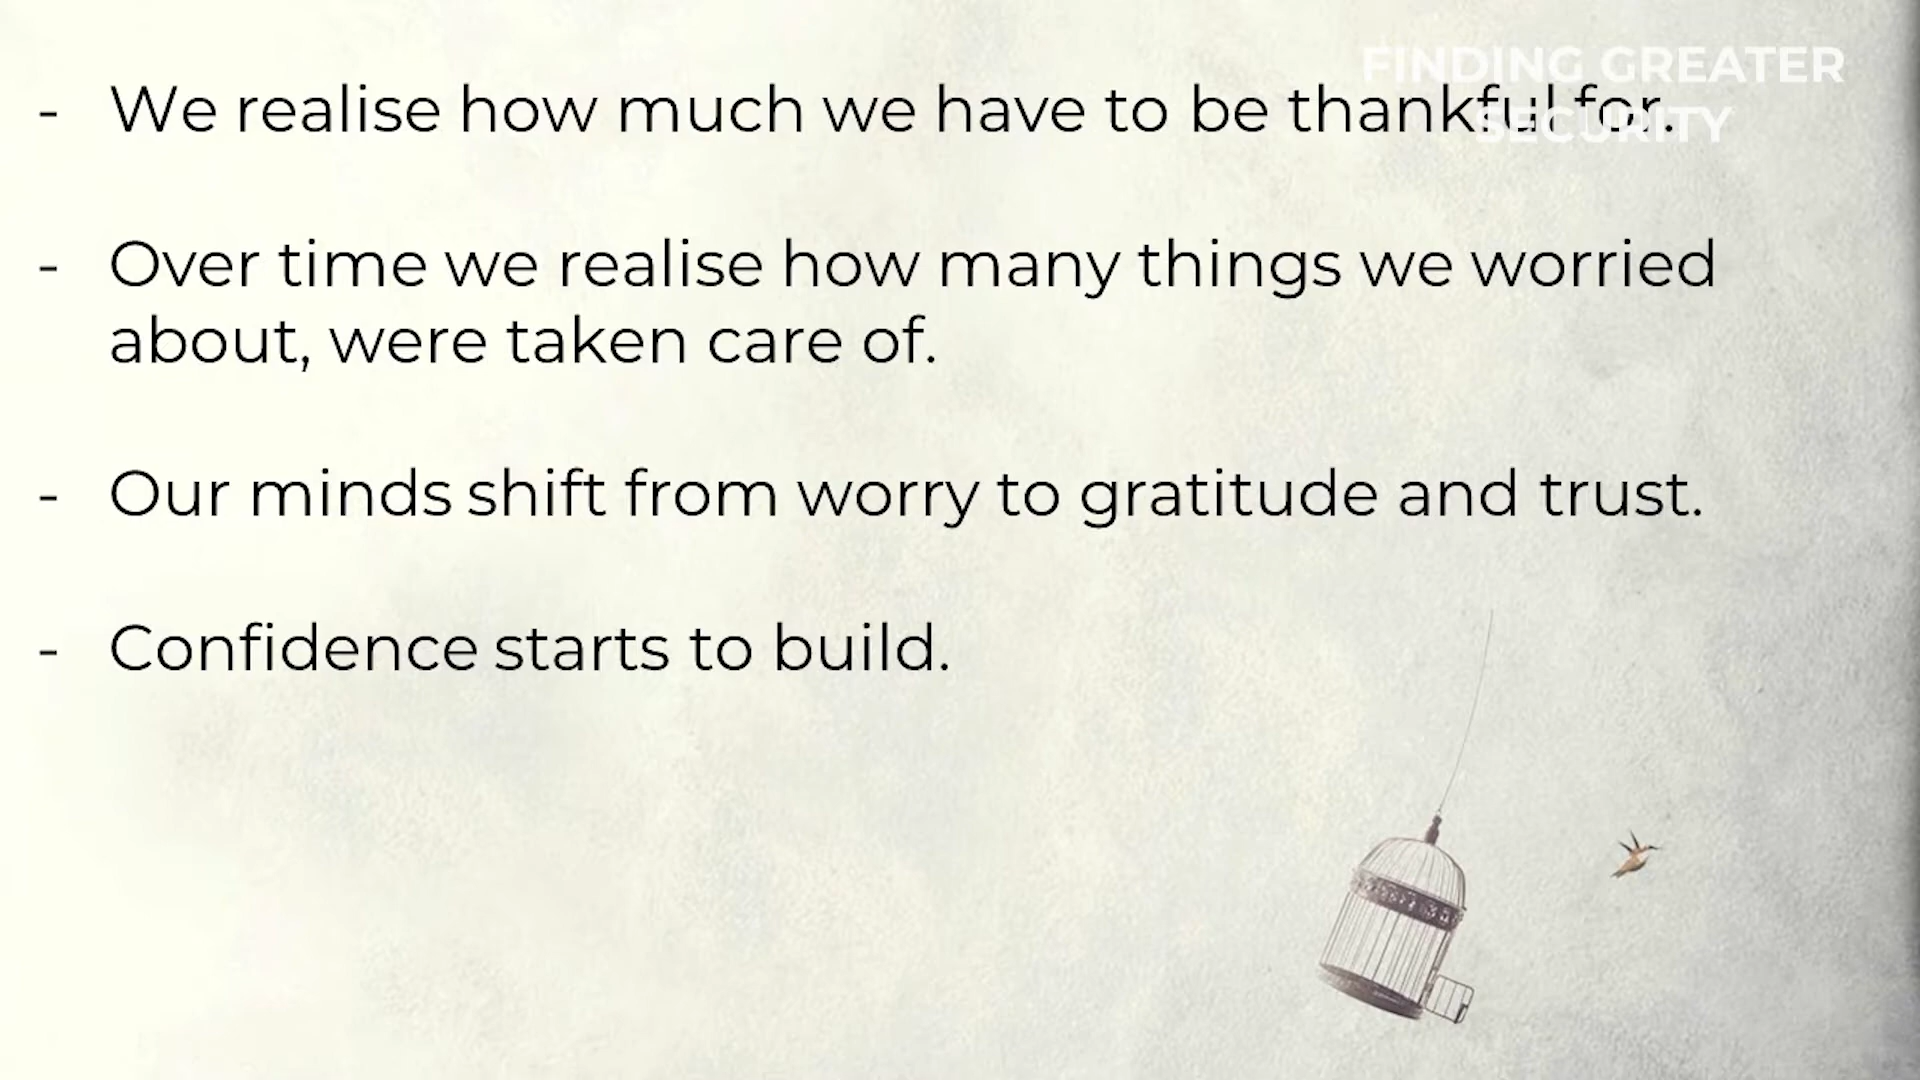 FINDING GREATER
SECURITY
- We realise how much we have to be thankful for.
- Over time we realise how many things we worried
about, were taken care of.
- Our minds shift from worry to gratitude and trust.
- Confidence starts to build.